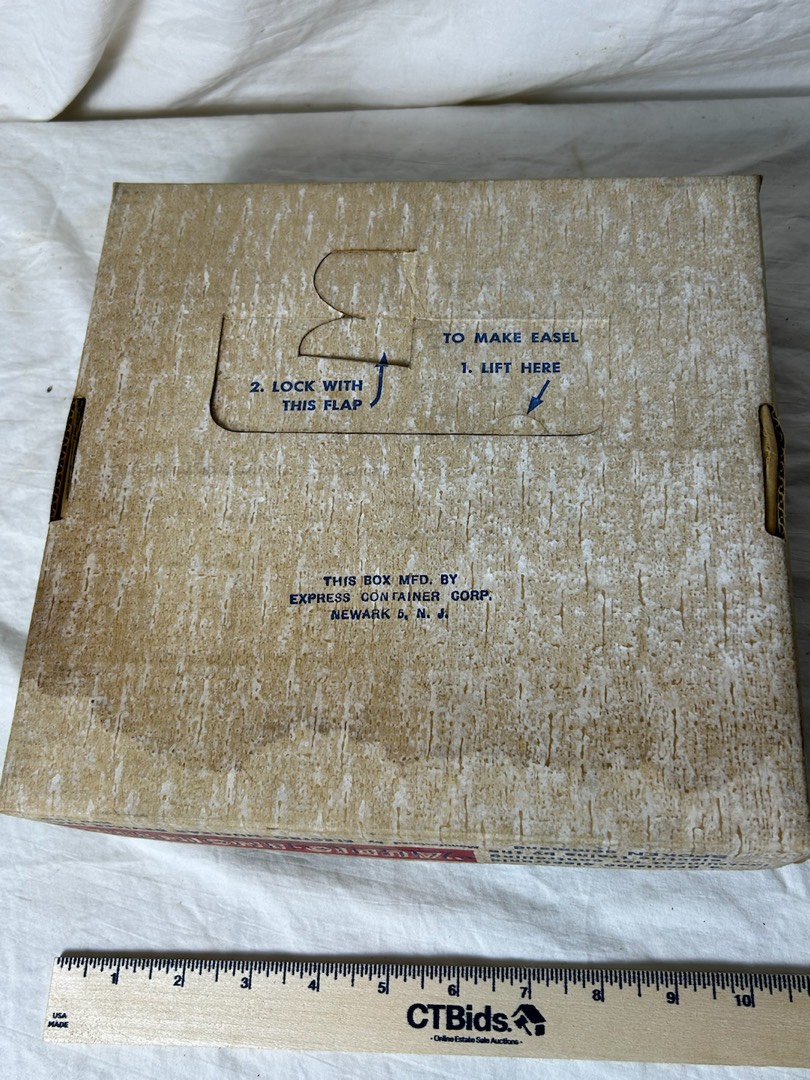 TO MAKE EASEL
1. LIFT HERE
2. LOCK WITH
THIS FLAP
THIS BOX MFD. BY
EXPRESS CONTAINER CORP.
NEWARK 5, N. J.
1 2 3 4 5 6 7 8 9 10
USA
MADE
CTBids.
- Online Estate Sale Auctions -